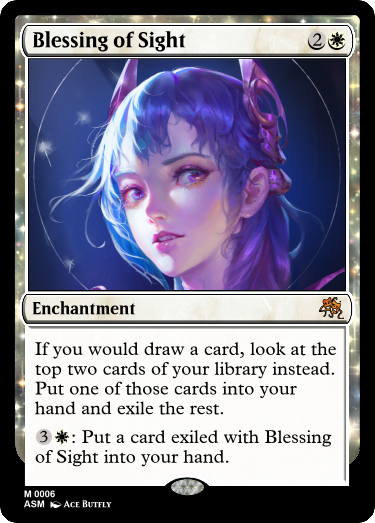 Blessing of Sight 2
Enchantment
If you would draw a card, look at the
top two cards of your library instead.
Put one of those cards into your
hand and exile the rest.
3 : Put a card exiled with Blessing
of Sight into your hand.
M 0006
ASM Ace Butfly